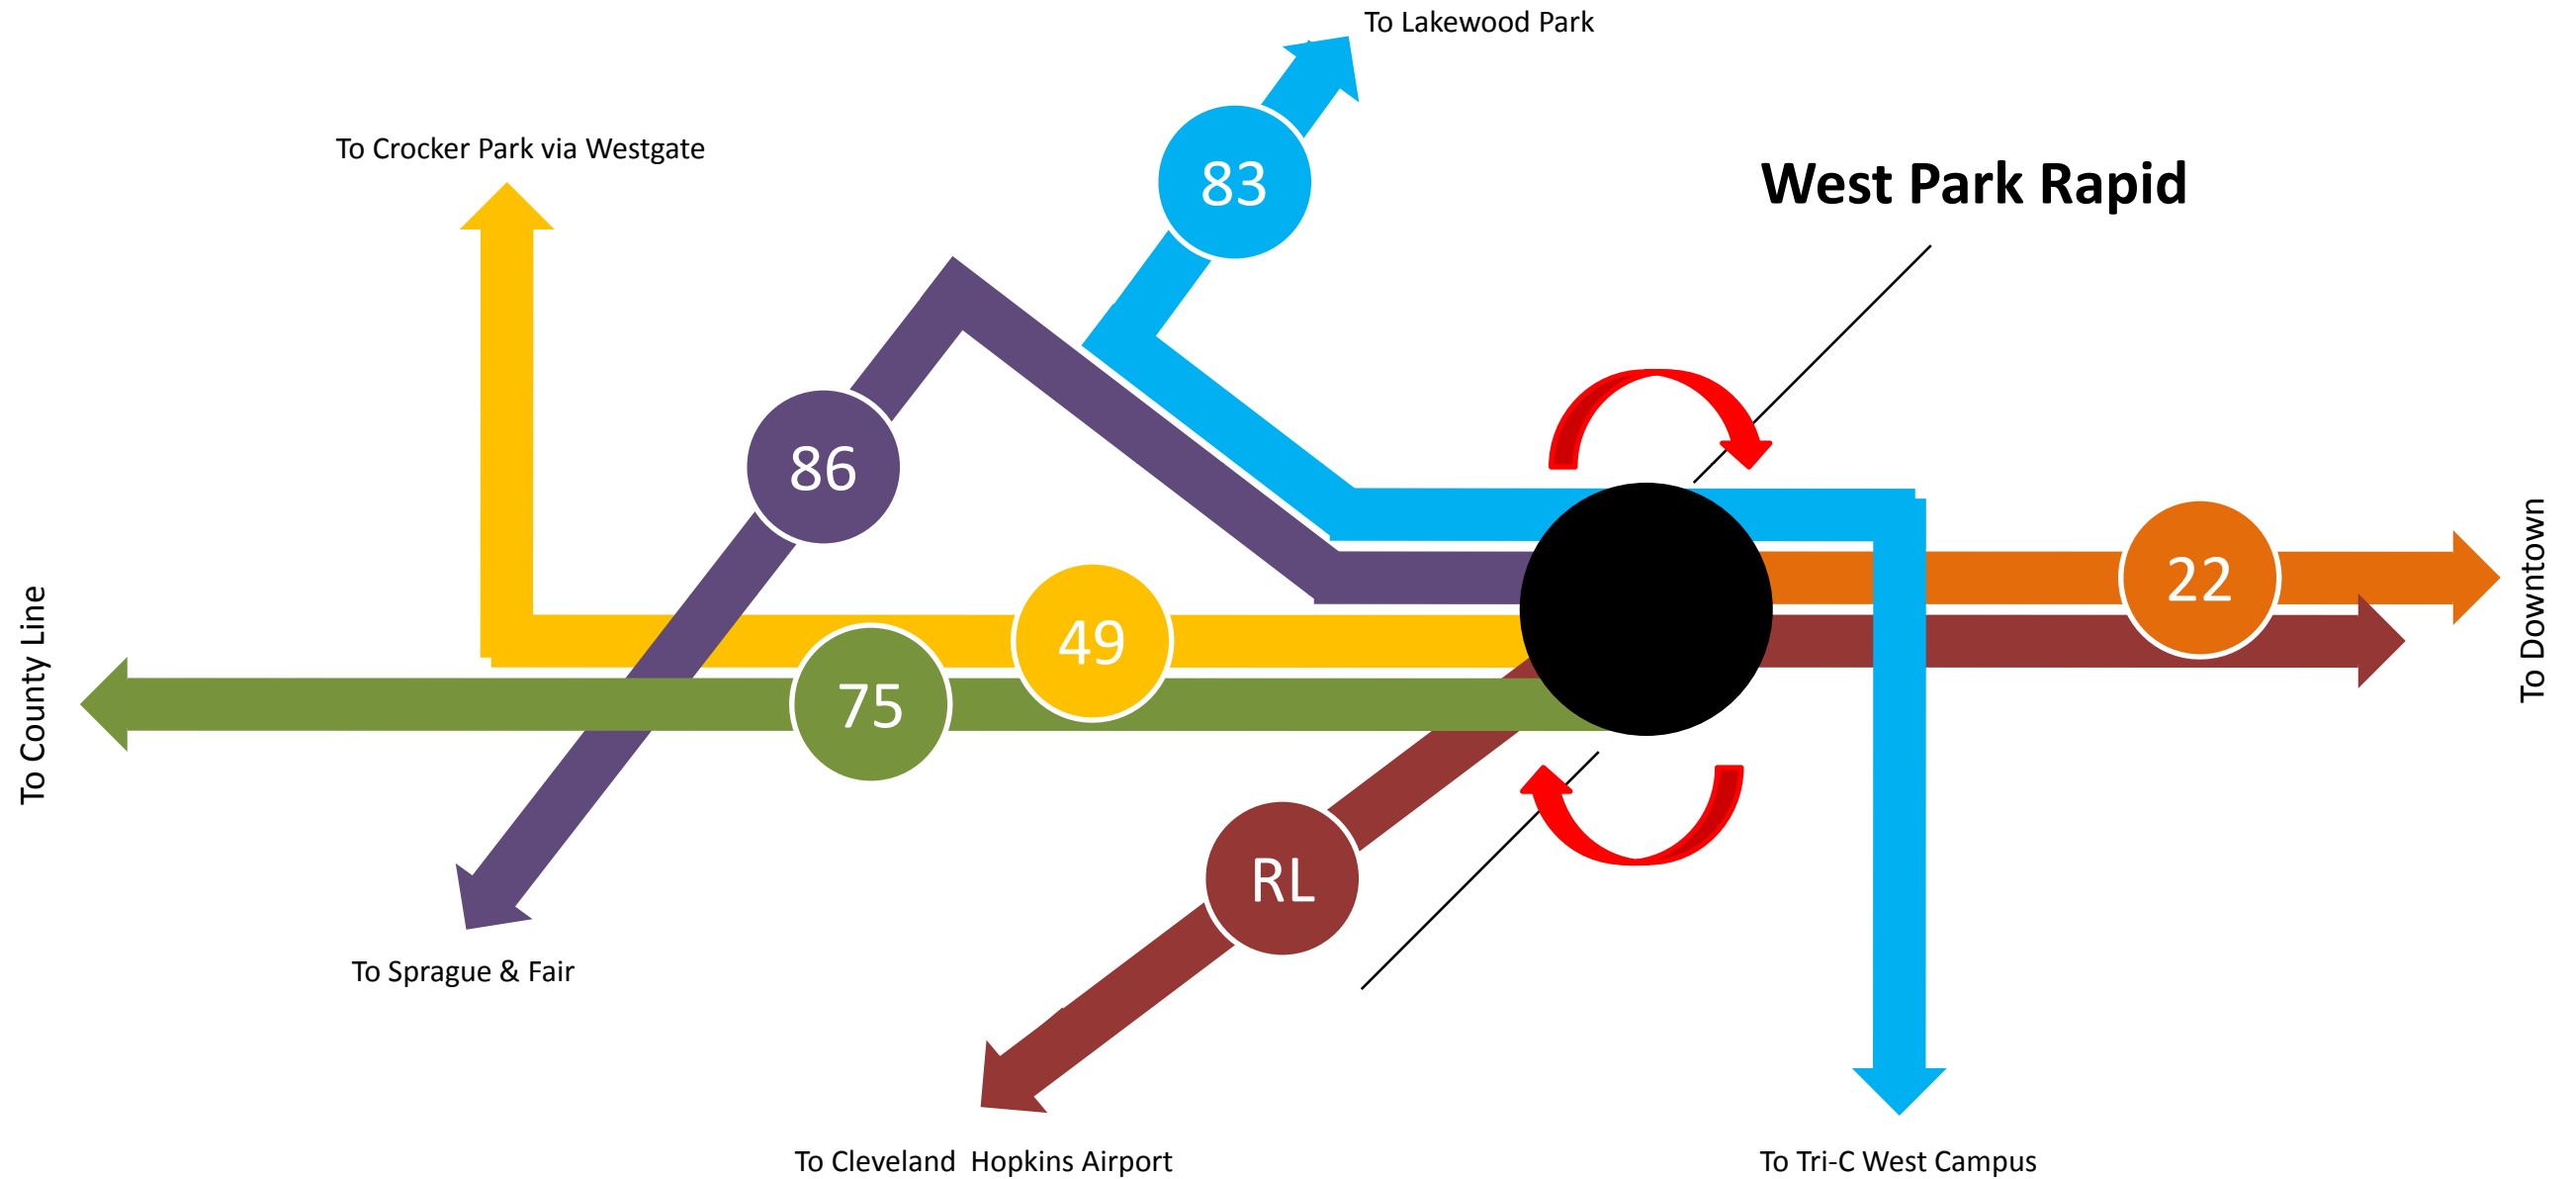 To Lakewood Park
To Crocker Park via Westgate
83
West Park Rapid
86
22
49
75
To County Line
To Downtown
RL
To Sprague & Fair
To Cleveland  Hopkins Airport
To Tri-C West Campus